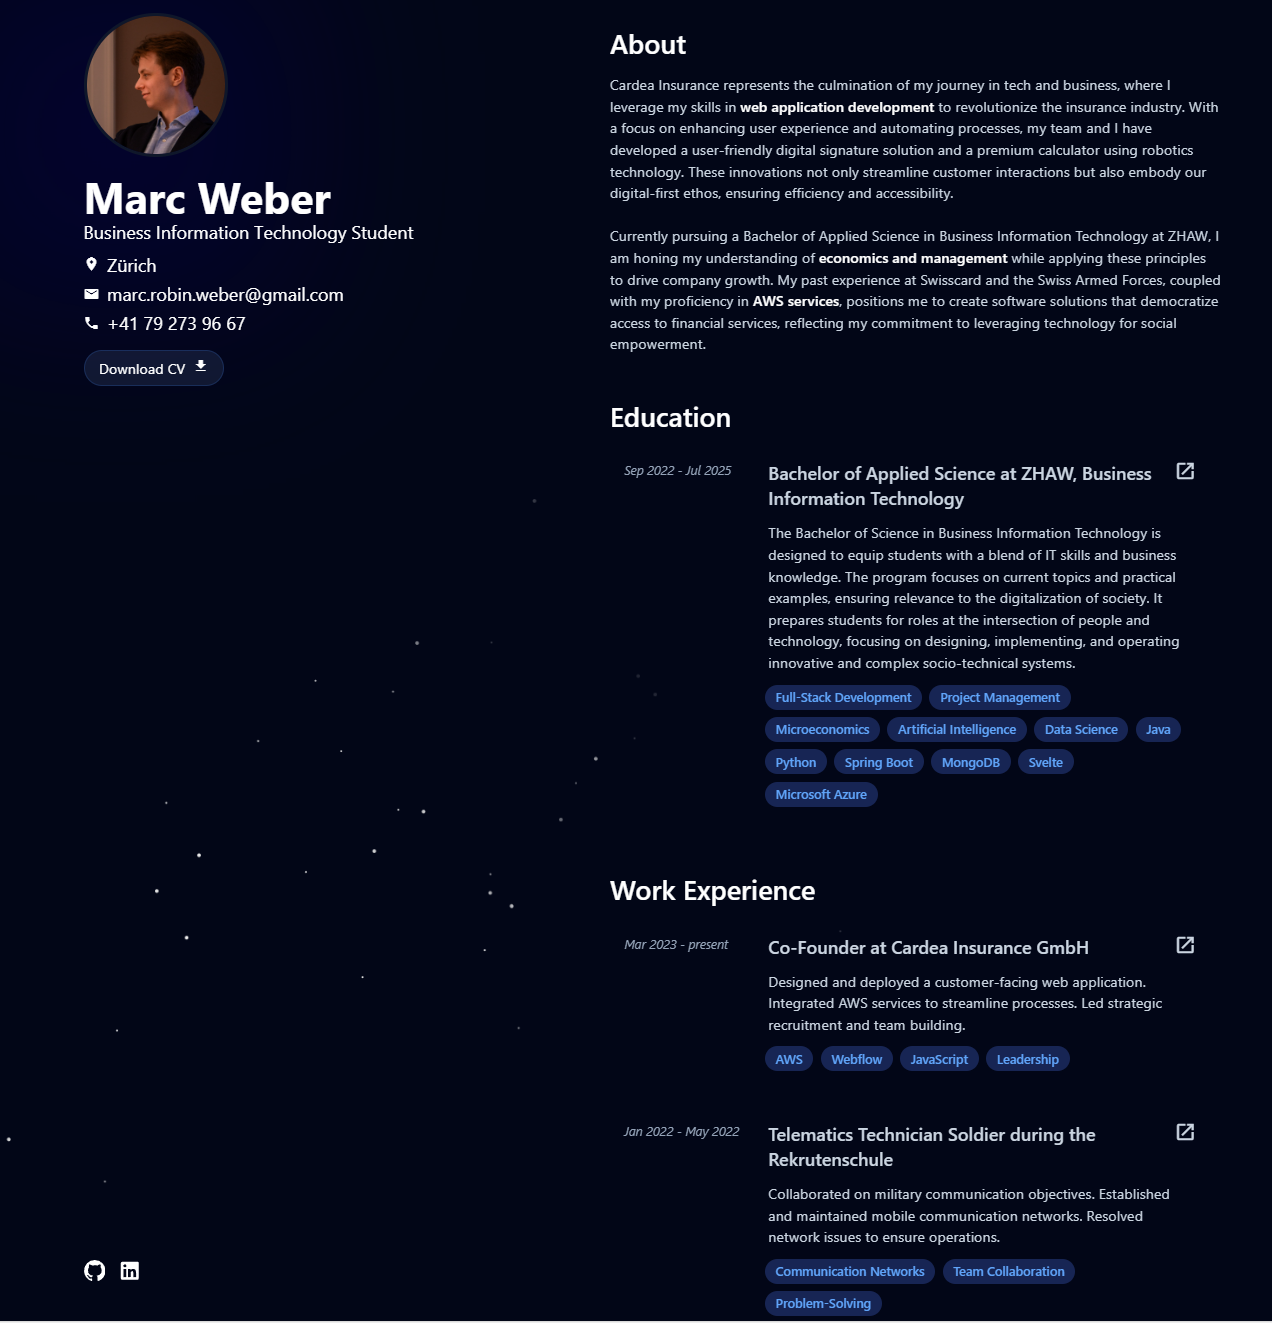 Marc Weber
Business Information Technology Student
Zürich
marc.robin.weber@gmail.com
+41 79 273 96 67
Download CV
About
Cardea Insurance represents the culmination of my journey in tech and business, where I
leverage my skills in web application development to revolutionize the insurance industry. With
a focus on enhancing user experience and automating processes, my team and I have
developed a user-friendly digital signature solution and a premium calculator using robotics
technology. These innovations not only streamline customer interactions but also embody our
digital-first ethos, ensuring efficiency and accessibility.
Currently pursuing a Bachelor of Applied Science in Business Information Technology at ZHAW, I
am honing my understanding of economics and management while applying these principles
to drive company growth. My past experience at Swisscard and the Swiss Armed Forces, coupled
with my proficiency in AWS services, positions me to create software solutions that democratize
access to financial services, reflecting my commitment to leveraging technology for social
empowerment.
Education
Sep 2022 - Jul 2025
Bachelor of Applied Science at ZHAW, Business
Information Technology
The Bachelor of Science in Business Information Technology is
designed to equip students with a blend of IT skills and business
knowledge. The program focuses on current topics and practical
examples, ensuring relevance to the digitalization of society. It
prepares students for roles at the intersection of people and
technology, focusing on designing, implementing, and operating
innovative and complex socio-technical systems.
Full-Stack Development Project Management
Microeconomics Artificial Intelligence Data Science Java
Python Spring Boot MongoDB Svelte
Microsoft Azure
Work Experience
Mar 2023 - present
Co-Founder at Cardea Insurance GmbH
Designed and deployed a customer-facing web application.
Integrated AWS services to streamline processes. Led strategic
recruitment and team building.
AWS Webflow JavaScript Leadership
Jan 2022 - May 2022
Telematics Technician Soldier during the
Rekrutenschule
Collaborated on military communication objectives. Established
and maintained mobile communication networks. Resolved
network issues to ensure operations.
Communication Networks Team Collaboration
Problem-Solving